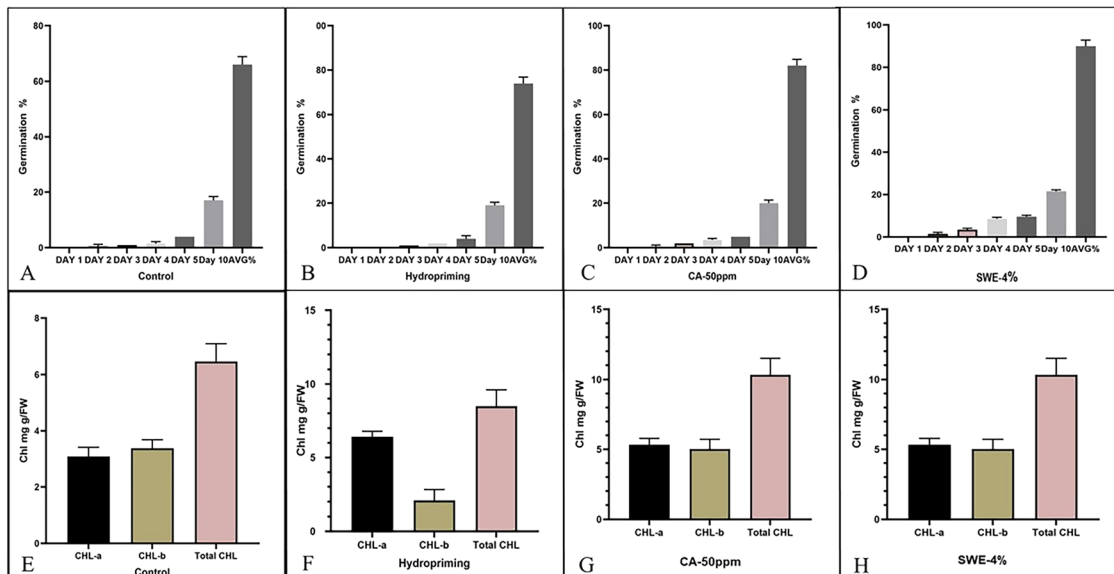 Germination %
80
60
40
20
0
DAY 1 DAY 2 DAY 3 DAY 4 DAY 5Day 10AVG%
Control
A
Germination %
00
80
60
40
20
0
DAY 1 DAY 2 DAY 3 DAY 4 DAY 5Day 10AVG%
Hydropriming
B
Germination %
100
80
60
40
20
0
DAY 1 DAY 2 DAY 3 DAY 4 DAY 5Day 10AVG%
CA-50ppm
C
Germination %
100
80
60
40
20
0
DAY 1 DAY 2 DAY 3 DAY 4 DAY 5Day 10AVG%
SWE-4%
D
Chl mg g/FW
8
6
4
2
0
CHL-a CHL-b Total CHL
Control
E
Chl mg g/FW
15
10
5
0
CHL-a CHL-b Total CHL
Hydropriming
F
Chl mg g/FW
15
10
5
0
CHL-a CHL-b Total CHL
CA-50ppm
G
Chl mg g/FW
15
10
5
0
CHL-a CHL-b Total CHL
SWE-4%
H